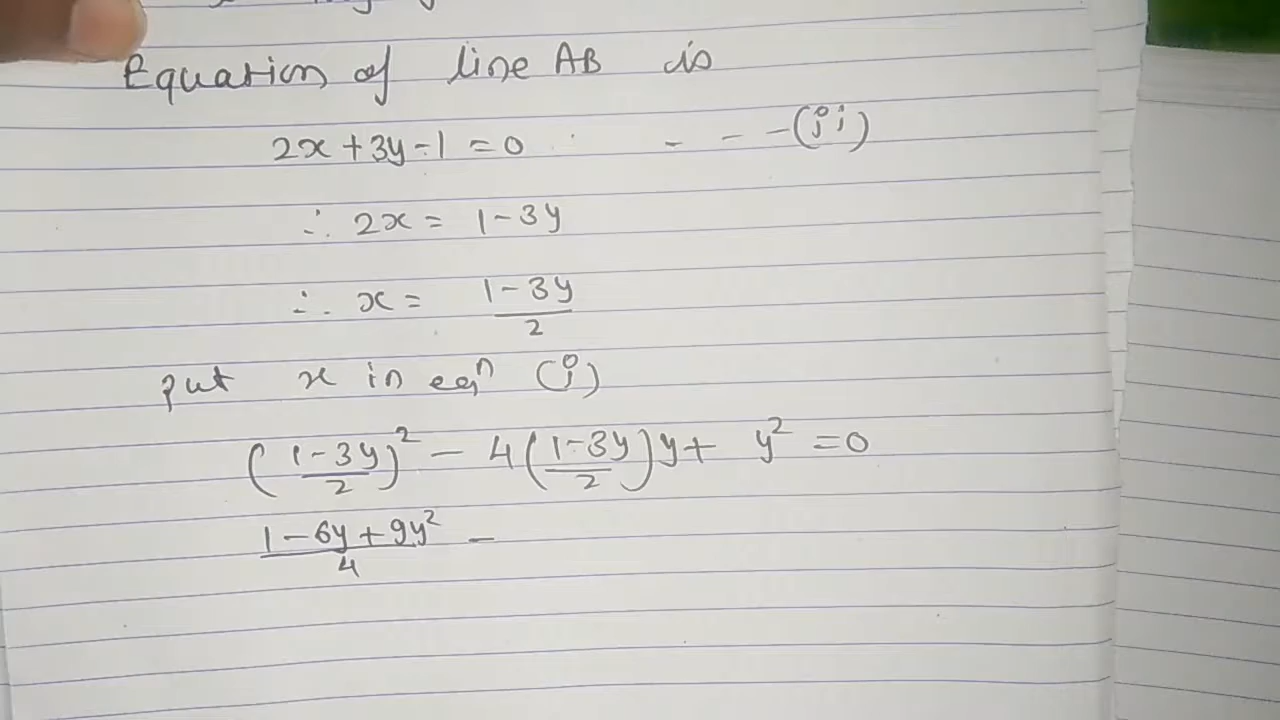 Equation of line AB is
2x + 3y - 1 = 0 - - - (ii)
∴ 2x = 1 - 3y
∴ x = (1 - 3y)/2
put x in eqⁿ (i)
((1 - 3y)/2)² - 4((1 - 3y)/2)y + y² = 0
(1 - 6y + 9y²)/4 -